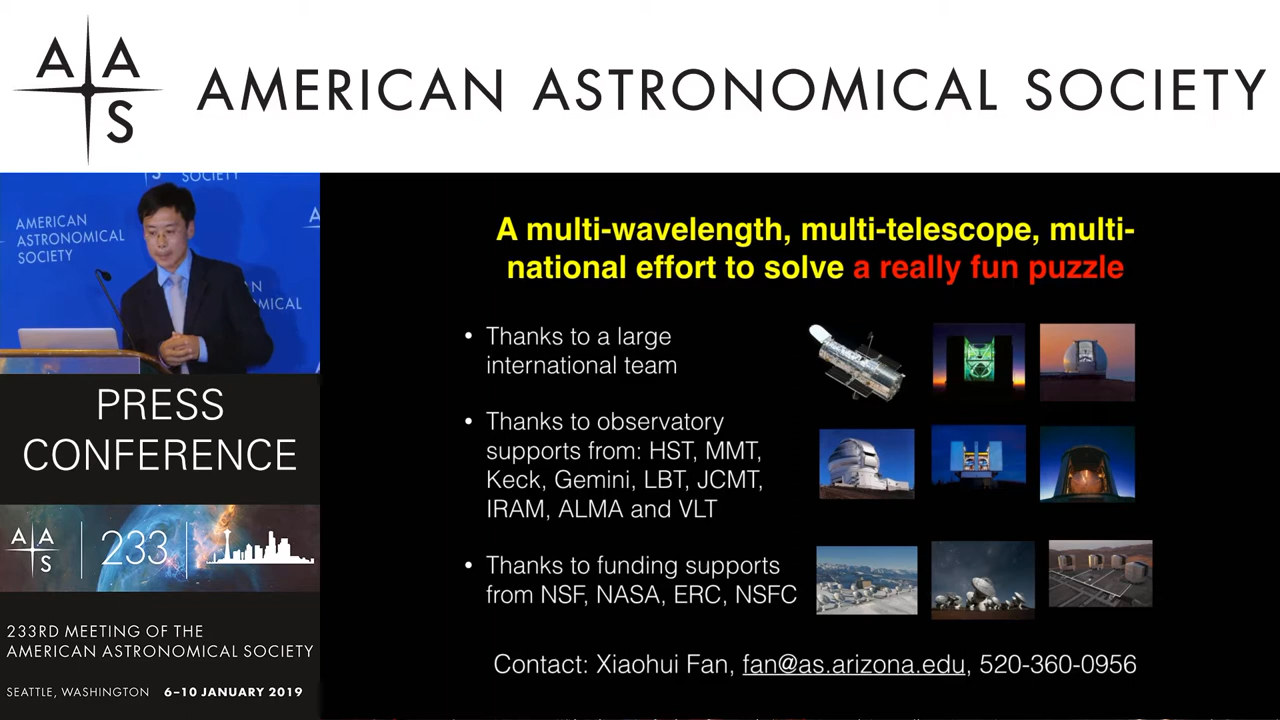 A A
S
AMERICAN ASTRONOMICAL SOCIETY
SOCIETY
AMERICAN
ASTRONOMICAL
SOCIETY
PRESS
CONFERENCE
A A
S
233
233RD MEETING OF THE
AMERICAN ASTRONOMICAL SOCIETY
SEATTLE, WASHINGTON 6–10 JANUARY 2019
A multi-wavelength, multi-telescope, multi-
national effort to solve a really fun puzzle
• Thanks to a large
international team
• Thanks to observatory
supports from: HST, MMT,
Keck, Gemini, LBT, JCMT,
IRAM, ALMA and VLT
• Thanks to funding supports
from NSF, NASA, ERC, NSFC
Contact: Xiaohui Fan, fan@as.arizona.edu, 520-360-0956